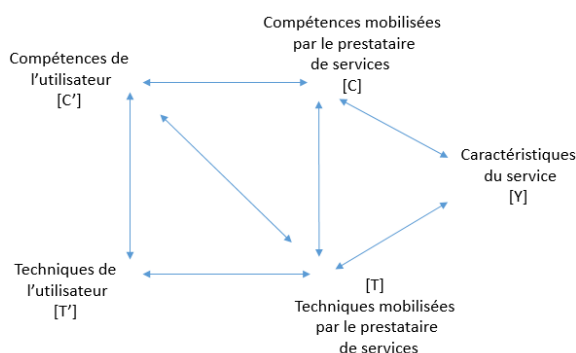 Compétences mobilisées
par le prestataire
de services
[C]
Compétences de
l'utilisateur
[C']
Caractéristiques
du service
[Y]
Techniques de
l'utilisateur
[T']
[T]
Techniques mobilisées
par le prestataire
de services